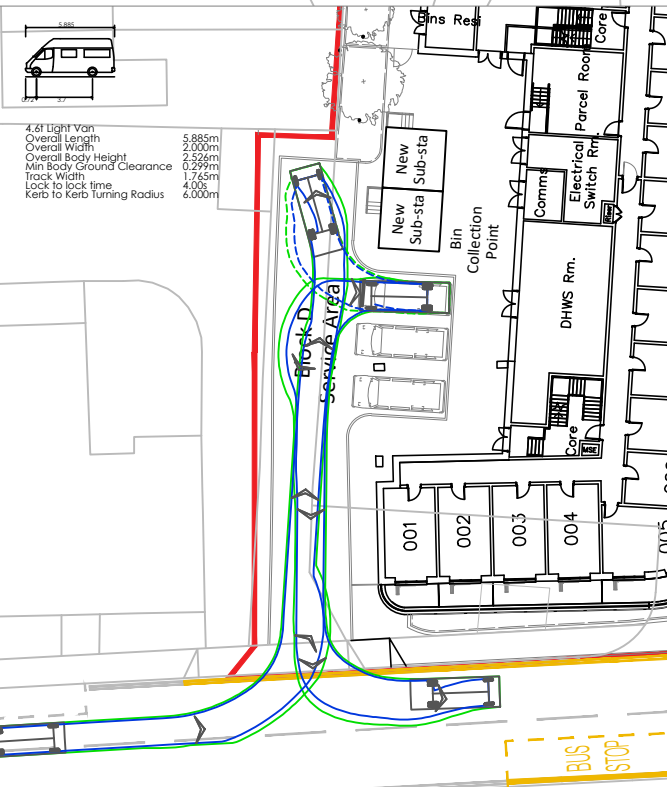 5.885
3.7
4.6t Light Van
Overall Length 5.885m
Overall Width 2.000m
Overall Body Height 2.526m
Min Body Ground Clearance 0.299m
Track Width 1.765m
Lock to lock time 4.00s
Kerb to Kerb Turning Radius 6.000m
Bins Resi
Core
Parcel Room
New
Sub-sta
New
Sub-sta
Electrical
Switch Rm.
Comms
Riser
Bin
Collection
Point
DHWS Rm.
Block D
Service Area
Core
MSE
001
002
003
004
005
BUS
STOP